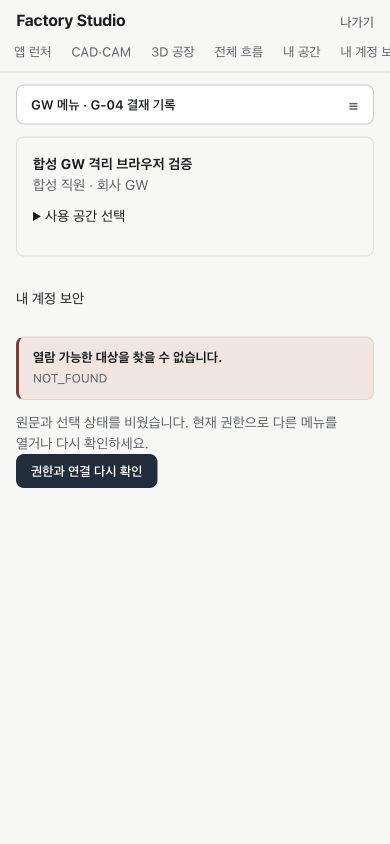 Factory Studio
나가기
앱 런처 CAD·CAM 3D 공장 전체 흐름 내 공간 내 계정
GW 메뉴 · G-04 결재 기록
합성 GW 격리 브라우저 검증
합성 직원 · 회사 GW
▶ 사용 공간 선택
내 계정 보안
열람 가능한 대상을 찾을 수 없습니다.
NOT_FOUND
원문과 선택 상태를 비웠습니다. 현재 권한으로 다른 메뉴를
열거나 다시 확인하세요.
권한과 연결 다시 확인